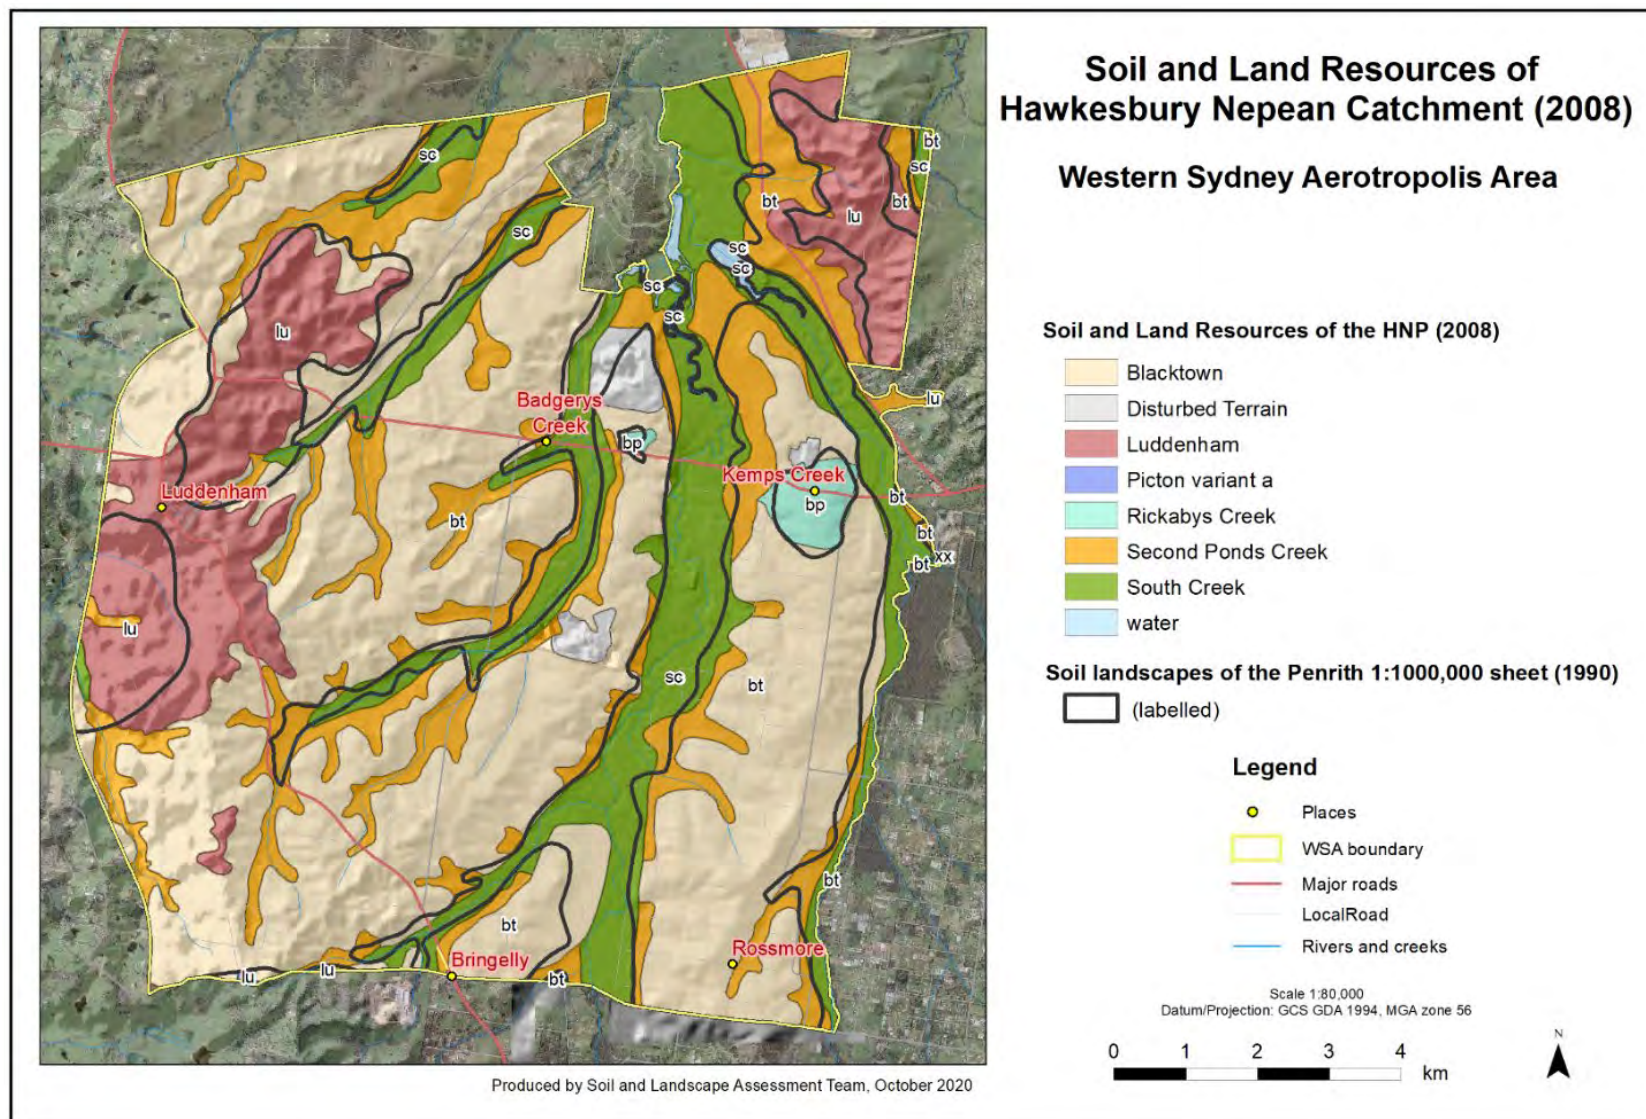 Soil and Land Resources of
Hawkesbury Nepean Catchment (2008)
Western Sydney Aerotropolis Area
Soil and Land Resources of the HNP (2008)
Blacktown
Disturbed Terrain
Luddenham
Picton variant a
Rickabys Creek
Second Ponds Creek
South Creek
water
Soil landscapes of the Penrith 1:1000,000 sheet (1990)
(labelled)
Legend
Places
WSA boundary
Major roads
LocalRoad
Rivers and creeks
Scale 1:80,000
Datum/Projection: GCS GDA 1994, MGA zone 56
0 1 2 3 4 km
N
sc
bt
sc
bt
bt
lu
sc
sc
sc
sc
sc
lu
lu
Badgerys
Creek
bp
Kemps Creek
bp
Luddenham
bt
bt
bt
xx
bt
lu
sc
bt
bt
bt
Rossmore
Bringelly
lu
lu
bt
Produced by Soil and Landscape Assessment Team, October 2020